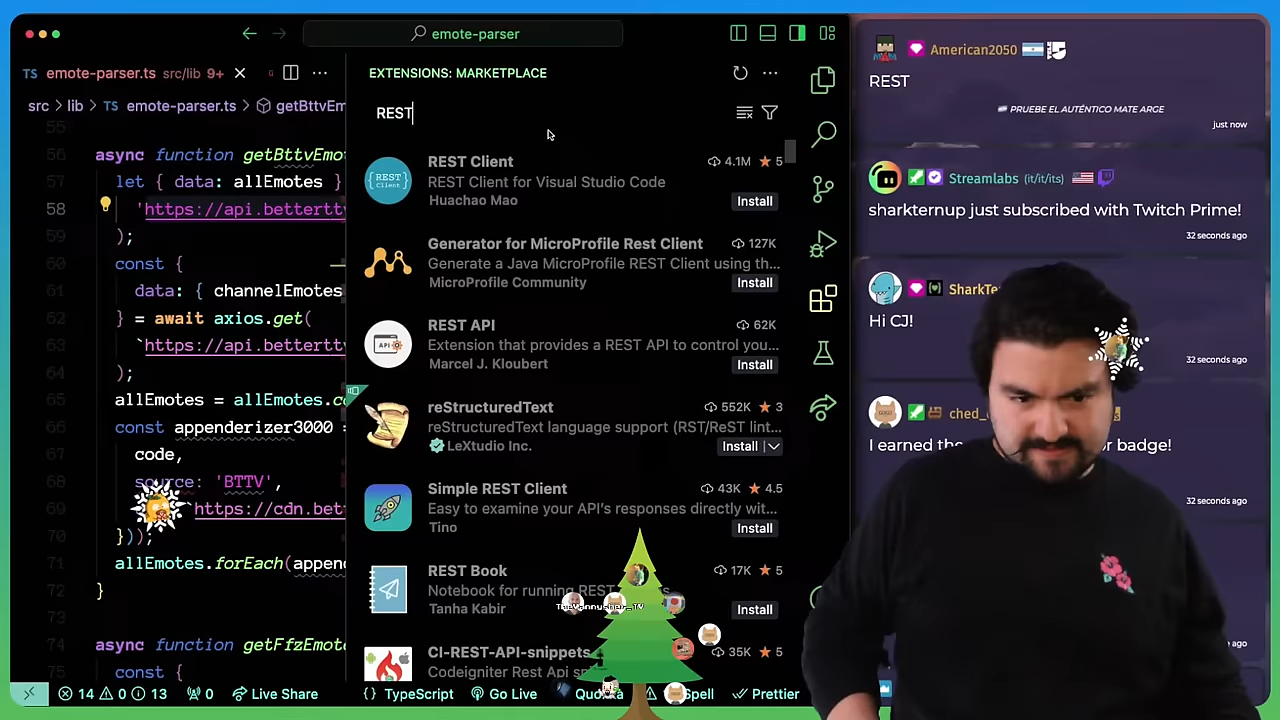 emote-parser
TS emote-parser.ts src/lib 9+
src > lib > TS emote-parser.ts > getBttvEm
55
56 async function getBttvEmo
57 let { data: allEmotes }
58 'https://api.bettertt
59 );
60 const {
61 data: { channelEmotes
62 } = await axios.get(
63 `https://api.bettertt
64 );
65 allEmotes = allEmotes.co
66 const appenderizer3000 =
67 code,
68 source: 'BTTV',
69 `https://cdn.bet
70 }));
71 allEmotes.forEach(appen
72 }
73
74 async function getFfzEmot
75 const {
EXTENSIONS: MARKETPLACE
REST
REST Client 4.1M ★ 5
REST Client for Visual Studio Code
Huachao Mao Install
Generator for MicroProfile Rest Client 127K
Generate a Java MicroProfile REST Client using th...
MicroProfile Community Install
REST API 62K
Extension that provides a REST API to control you...
Marcel J. Kloubert Install
reStructuredText 552K ★ 3
reStructuredText language support (RST/ReST lint...
LeXtudio Inc. Install
Simple REST Client 43K ★ 4.5
Easy to examine your API's responses directly wit...
Tino Install
REST Book 17K ★ 5
Notebook for running REST
Tanha Kabir Install
CI-REST-API-snippets 35K ★ 5
Codeigniter Rest Api
14 0 13 0 Live Share
{ } TypeScript Go Live Spell Prettier
American2050
REST
PRUEBE EL AUTÉNTICO MATE ARGE
just now
Streamlabs (it/it/its)
sharkternup just subscribed with Twitch Prime!
32 seconds ago
SharkTe
Hi CJ!
32 seconds ago
ched_
I earned the r badge!
32 seconds ago
ago